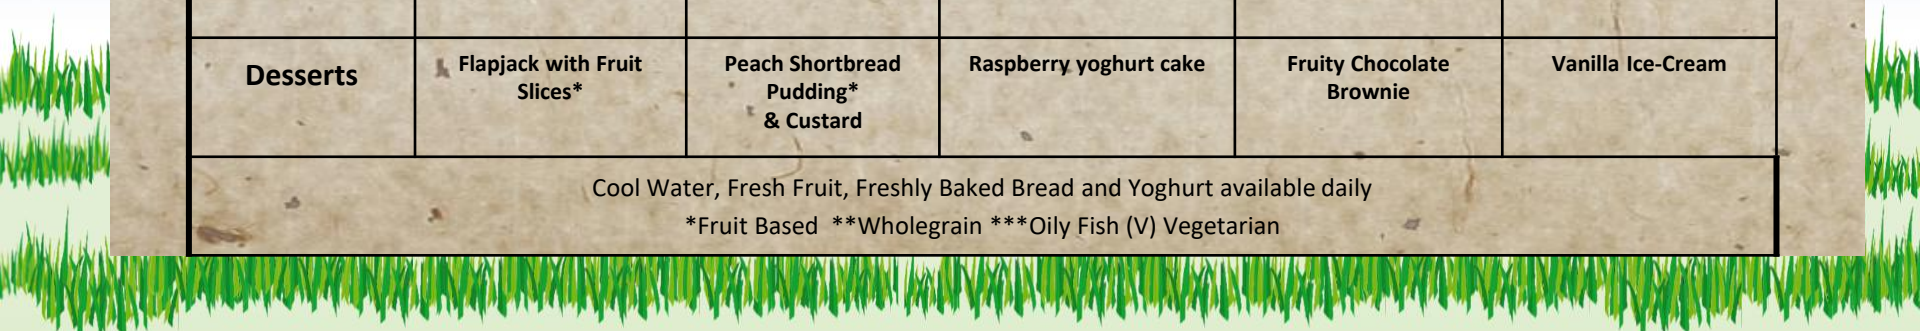 Desserts
Flapjack with Fruit
Slices*
Peach Shortbread
Pudding*
& Custard
Raspberry yoghurt cake
Fruity Chocolate
Brownie
Vanilla Ice-Cream
Cool Water, Fresh Fruit, Freshly Baked Bread and Yoghurt available daily
*Fruit Based  **Wholegrain ***Oily Fish (V) Vegetarian